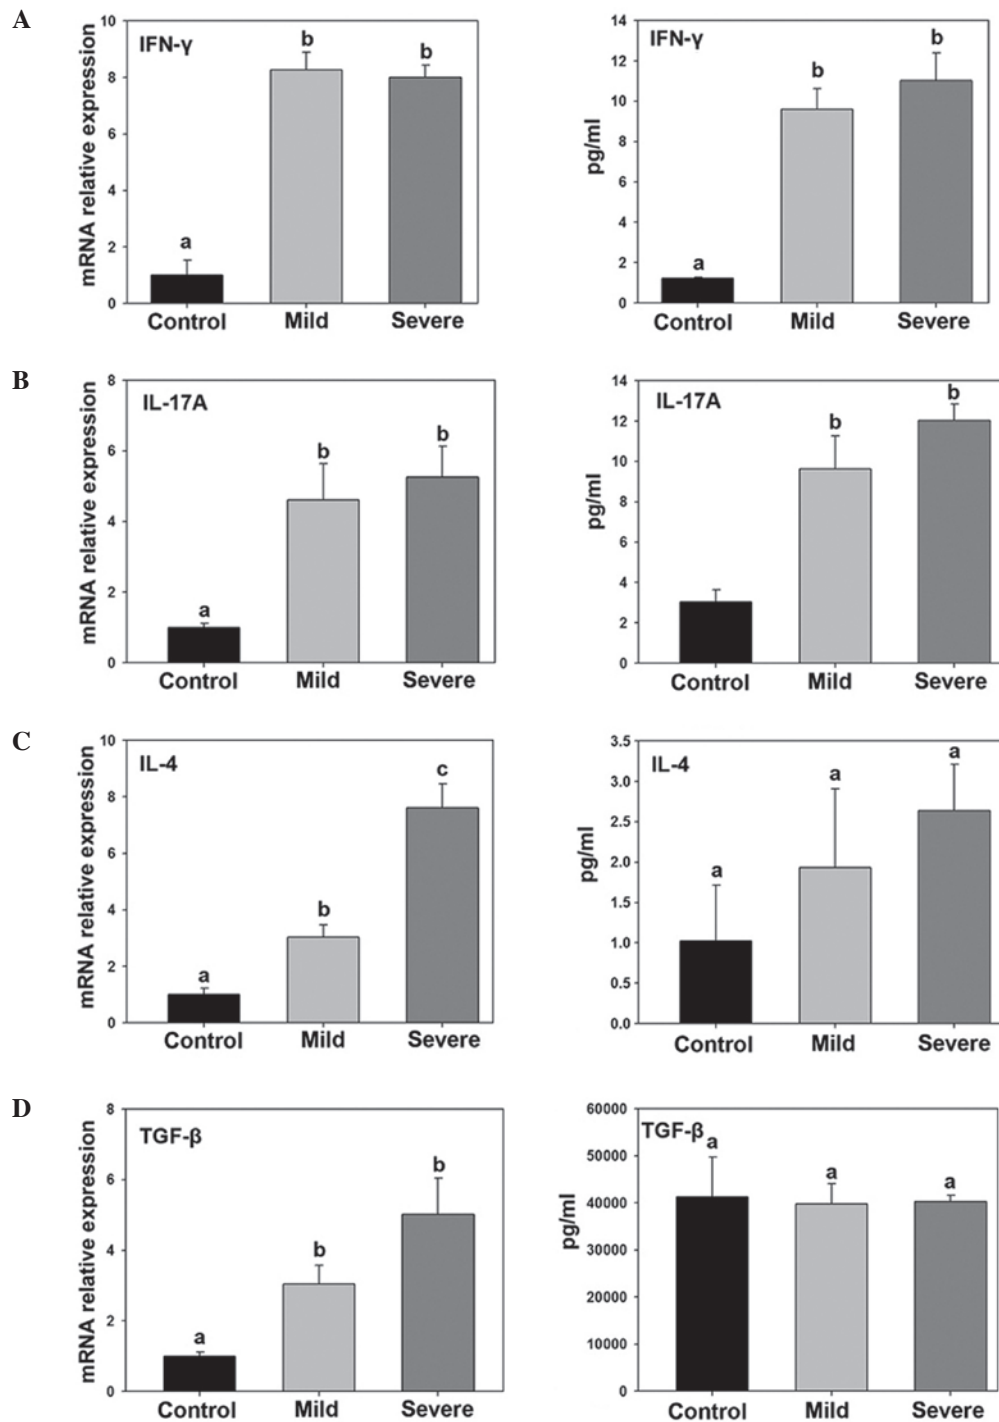 A
IFN-γ
mRNA relative expression
10
8
6
4
2
0
a
b
b
Control Mild Severe
IFN-γ
pg/ml
14
12
10
8
6
4
2
0
a
b
b
Control Mild Severe
B
IL-17A
mRNA relative expression
8
6
4
2
0
a
b
b
Control Mild Severe
IL-17A
pg/ml
14
12
10
8
6
4
2
0
b
b
Control Mild Severe
C
IL-4
mRNA relative expression
10
8
6
4
2
0
a
b
c
Control Mild Severe
IL-4
pg/ml
3.5
3.0
2.5
2.0
1.5
1.0
0.5
0.0
a
a
a
Control Mild Severe
D
TGF-β
mRNA relative expression
8
6
4
2
0
a
b
b
Control Mild Severe
TGF-β
pg/ml
60000
50000
40000
30000
20000
10000
0
a
a
a
Control Mild Severe